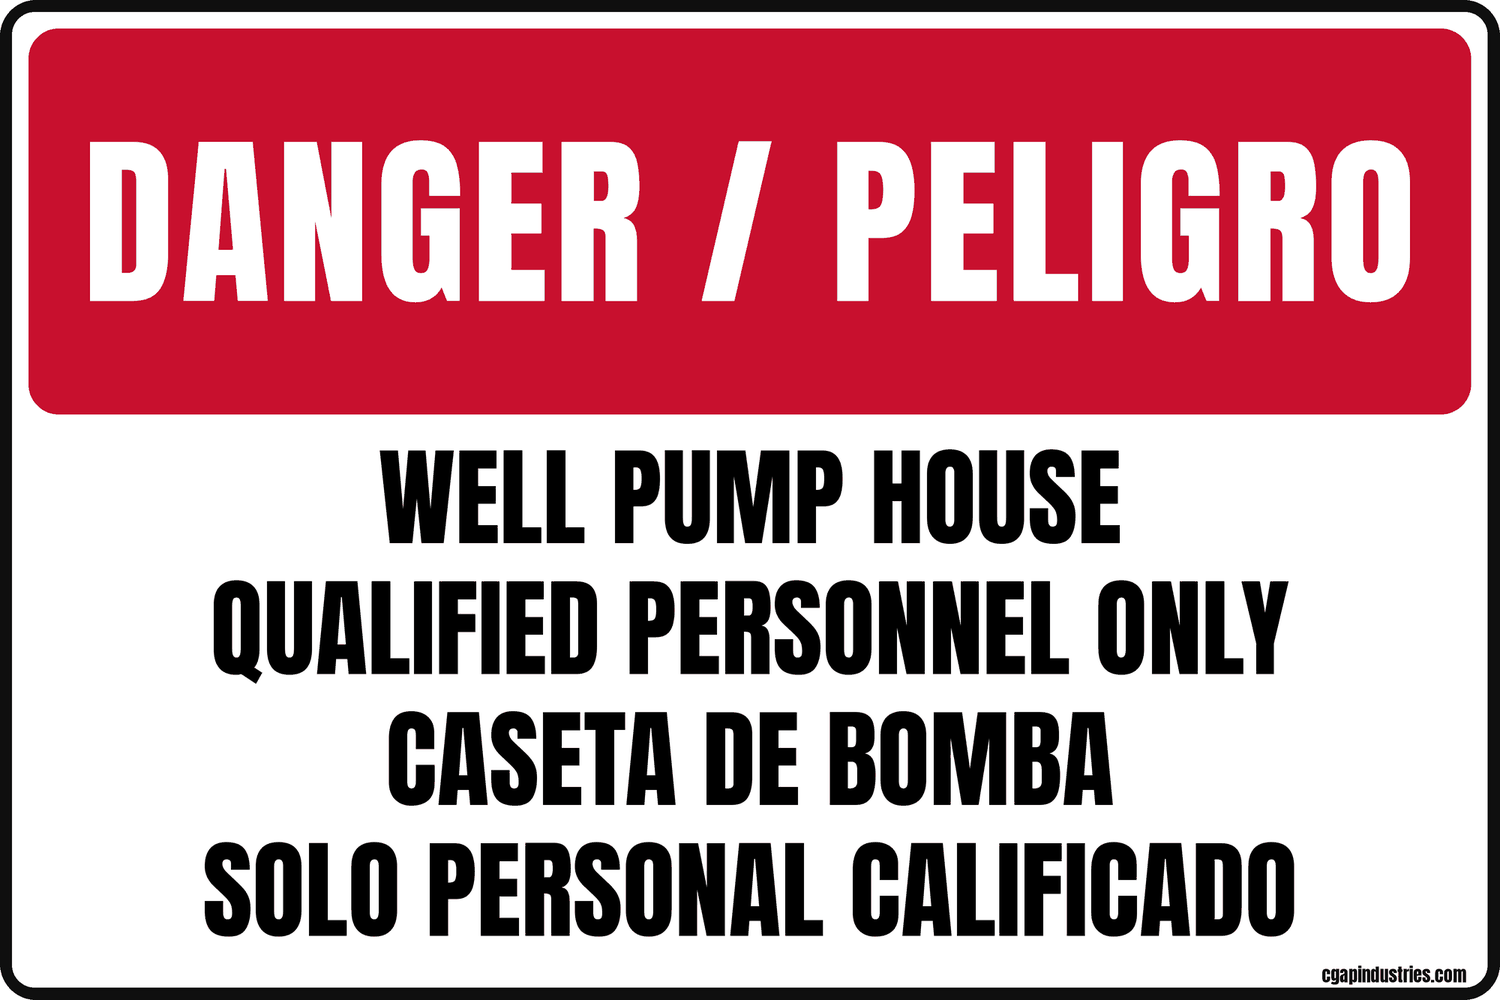 DANGER / PELIGRO
WELL PUMP HOUSE
QUALIFIED PERSONNEL ONLY
CASETA DE BOMBA
SOLO PERSONAL CALIFICADO
cgapindustries.com